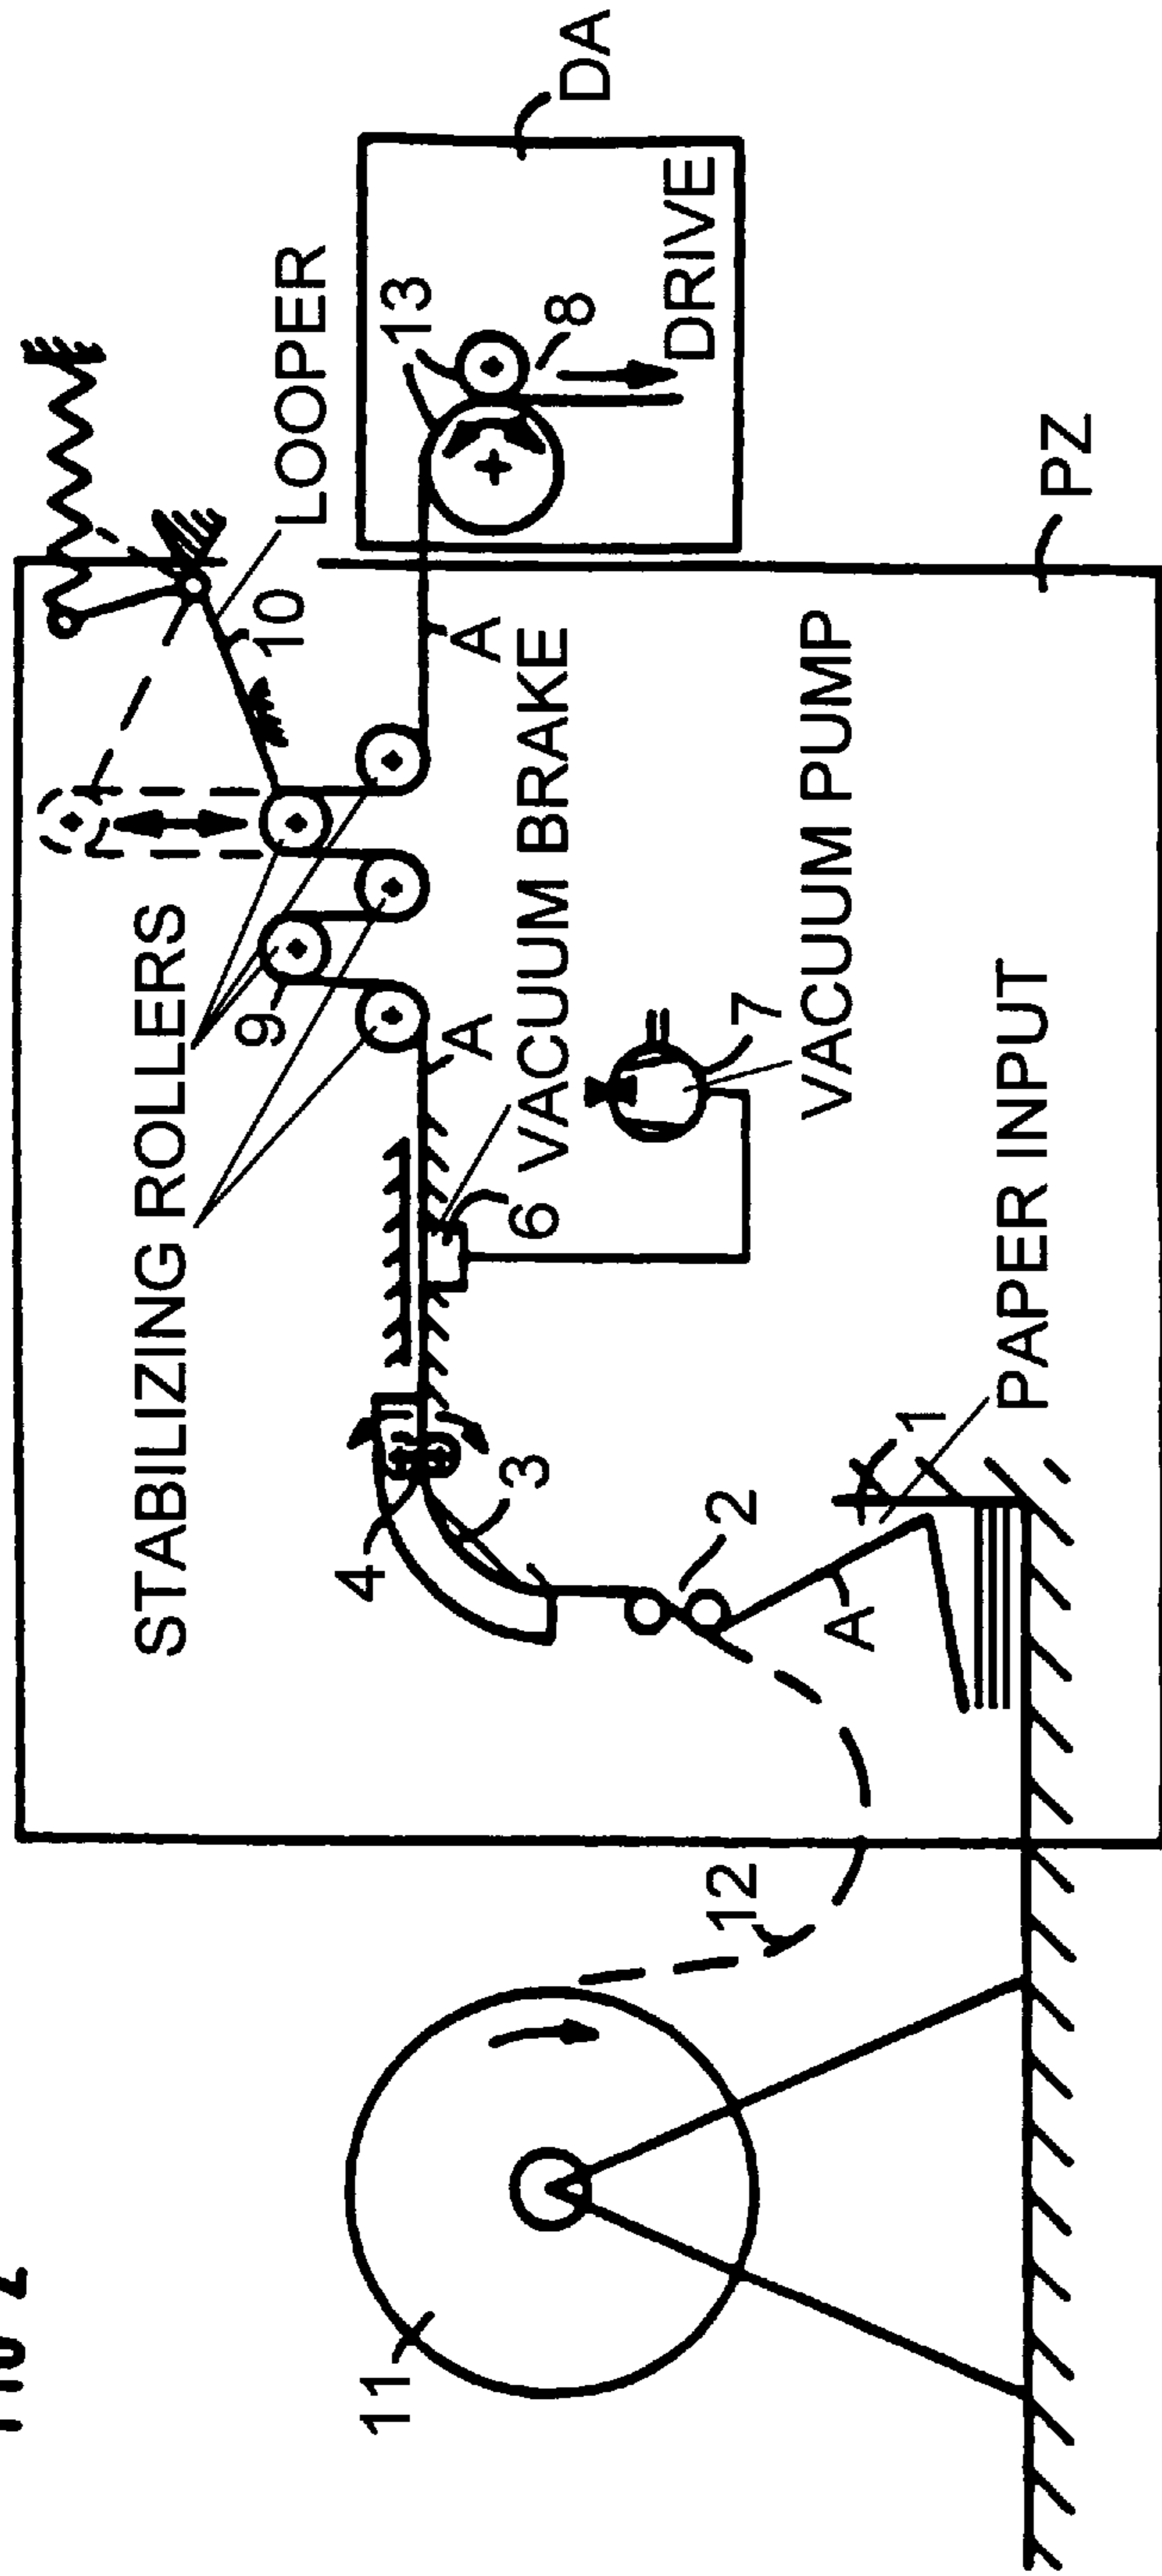 FIG 2
STABILIZING ROLLERS
LOOPER
10
9
13
8
DRIVE
DA
A
A
VACUUM BRAKE
6
7
VACUUM PUMP
PZ
4
3
2
A
1
PAPER INPUT
12
11